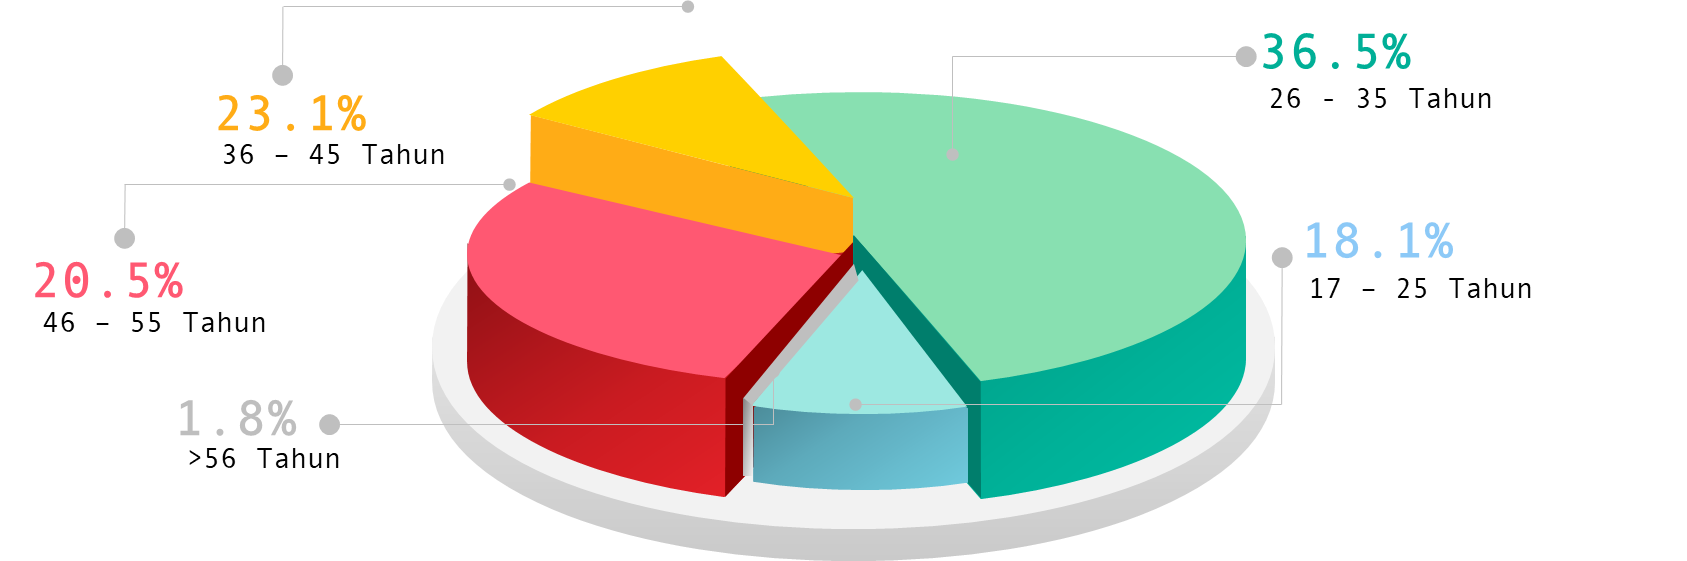 36.5%
26 - 35 Tahun
23.1%
36 – 45 Tahun
18.1%
17 – 25 Tahun
20.5%
46 – 55 Tahun
1.8%
>56 Tahun